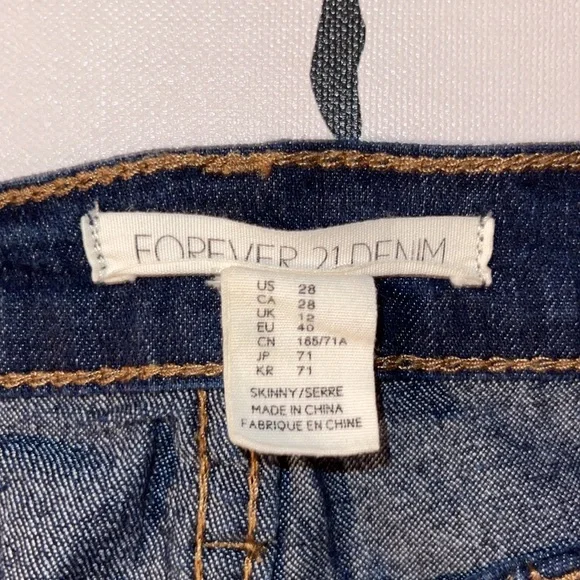 FOREVER 21 DENIM
US 28
CA 28
UK 12
EU 40
CN 165/71A
JP 71
KR 71
SKINNY/SERRE
MADE IN CHINA
FABRIQUE EN CHINE